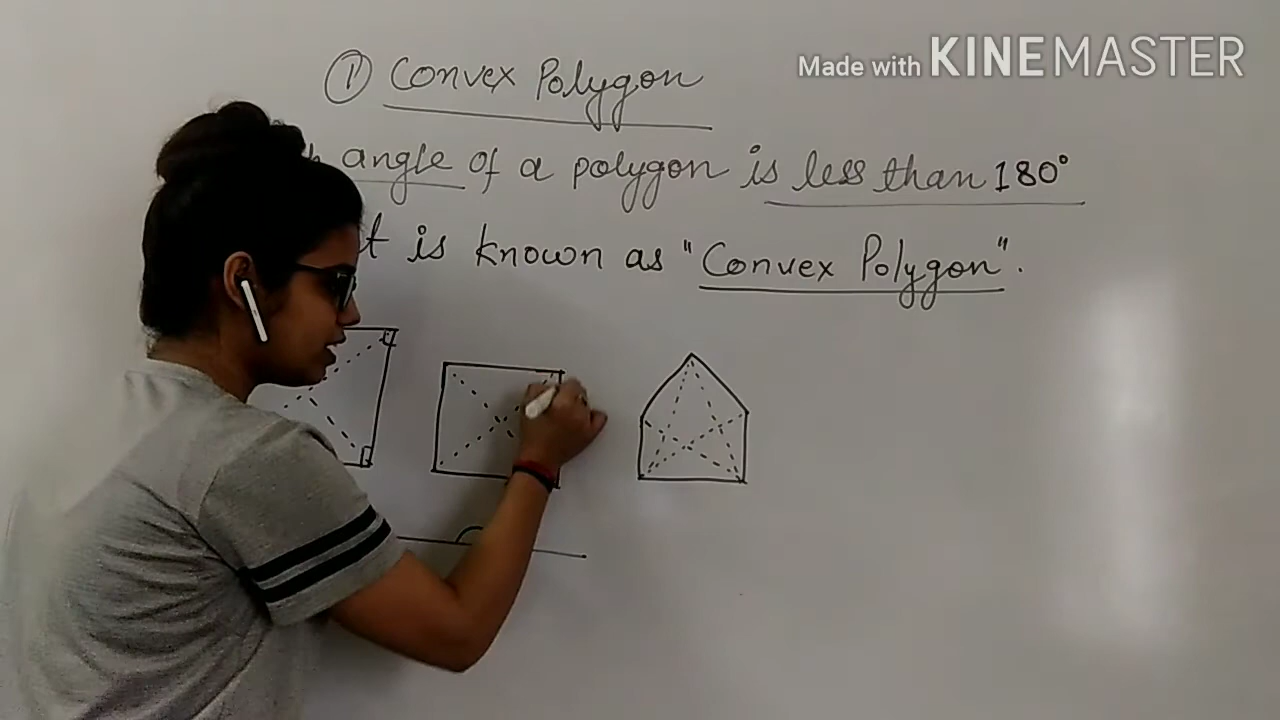 Made with KINEMASTER
① Convex Polygon
angle of a polygon is less than 180°
is known as "Convex Polygon".